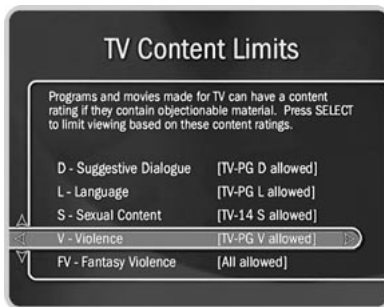 TV Content Limits
Programs and movies made for TV can have a content
rating if they contain objectionable material. Press SELECT
to limit viewing based on these content ratings.
D - Suggestive Dialogue [TV-PG D allowed]
L - Language [TV-PG L allowed]
S - Sexual Content [TV-14 S allowed]
V - Violence [TV-PG V allowed]
FV - Fantasy Violence [All allowed]